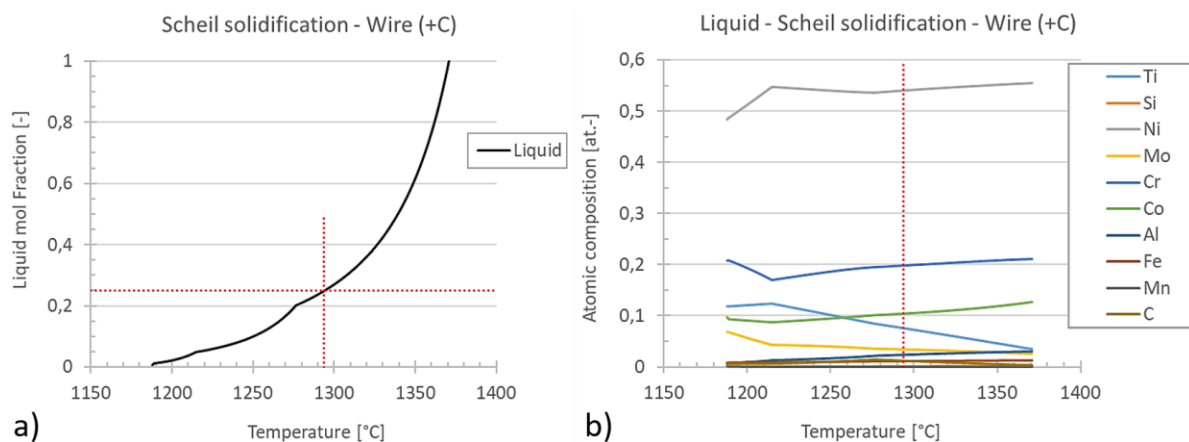 Scheil solidification - Wire (+C)
Liquid mol Fraction [-]
1
0,8
0,6
0,4
0,2
0
1150
1200
1250
1300
1350
1400
Temperature [°C]
Liquid
a)
Liquid - Scheil solidification - Wire (+C)
Atomic composition [at.-]
0,6
0,5
0,4
0,3
0,2
0,1
0
1150
1200
1250
1300
1350
1400
Temperature [°C]
Ti
Si
Ni
Mo
Cr
Co
Al
Fe
Mn
C
b)